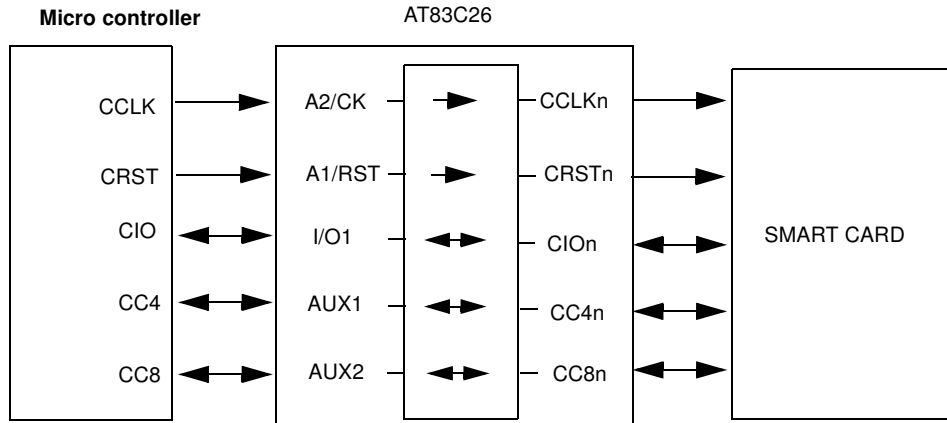 Micro controller
AT83C26
CCLK
A2/CK
CCLKn
CRST
A1/RST
CRSTn
CIO
I/O1
CIOn
SMART CARD
CC4
AUX1
CC4n
CC8
AUX2
CC8n